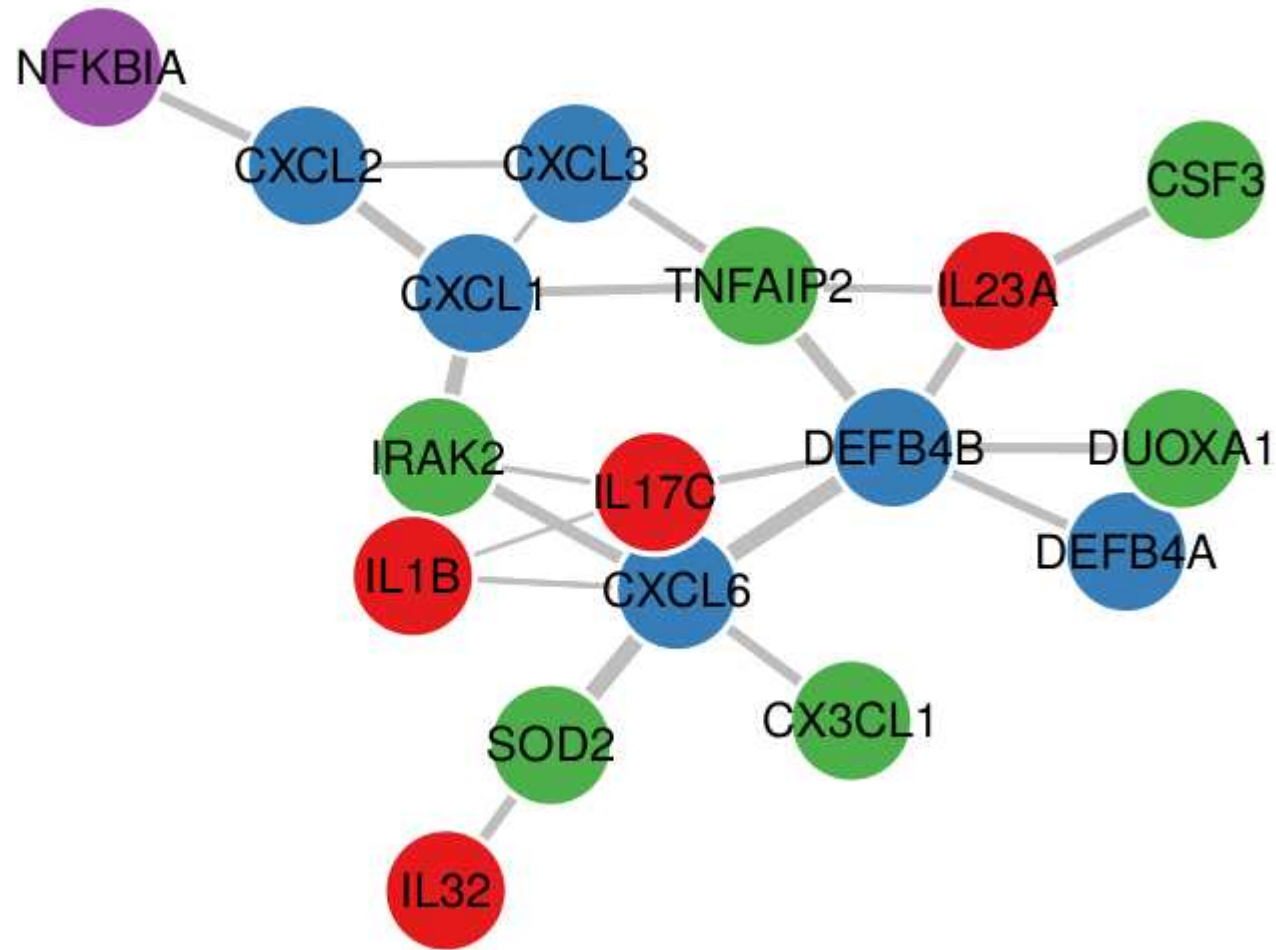 NFKBIA
CXCL2
CXCL3
CSF3
CXCL1
TNFAIP2
IL23A
IRAK2
IL17C
DEFB4B
DUOXA1
IL1B
CXCL6
DEFB4A
SOD2
CX3CL1
IL32